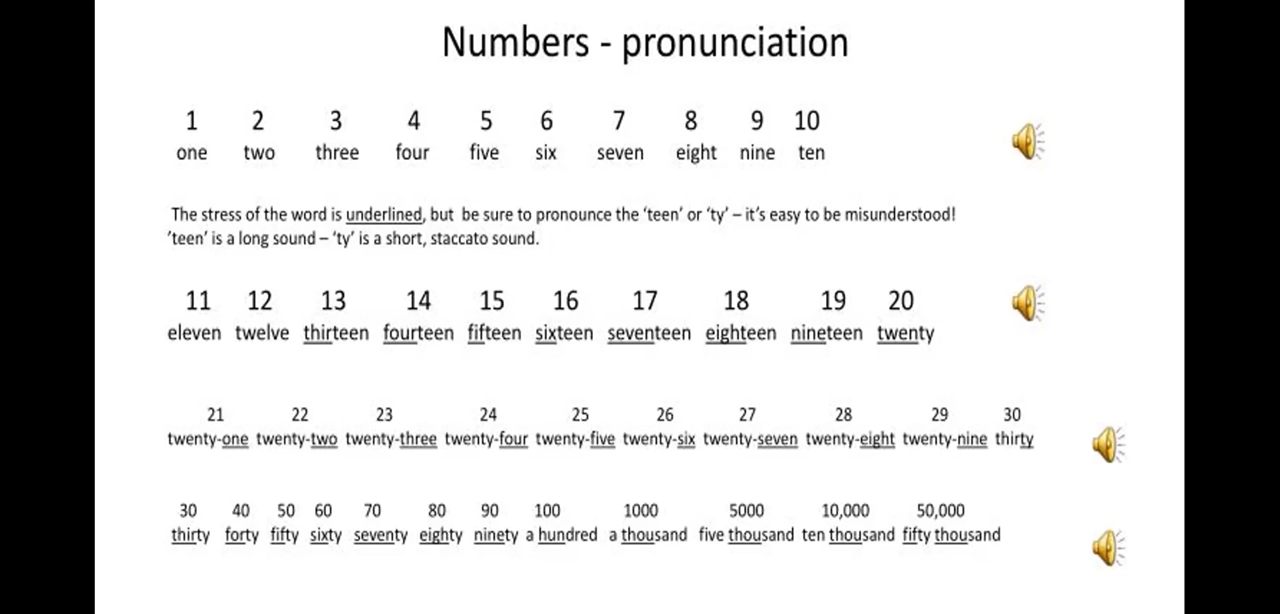 Numbers - pronunciation
1 2 3 4 5 6 7 8 9 10
one two three four five six seven eight nine ten
The stress of the word is underlined, but be sure to pronounce the ‘teen’ or ‘ty’ – it’s easy to be misunderstood!
‘teen’ is a long sound – ‘ty’ is a short, staccato sound.
11 12 13 14 15 16 17 18 19 20
eleven twelve thirteen fourteen fifteen sixteen seventeen eighteen nineteen twenty
21 22 23 24 25 26 27 28 29 30
twenty-one twenty-two twenty-three twenty-four twenty-five twenty-six twenty-seven twenty-eight twenty-nine thirty
30 40 50 60 70 80 90 100 1000 5000 10,000 50,000
thirty forty fifty sixty seventy eighty ninety a hundred a thousand five thousand ten thousand fifty thousand